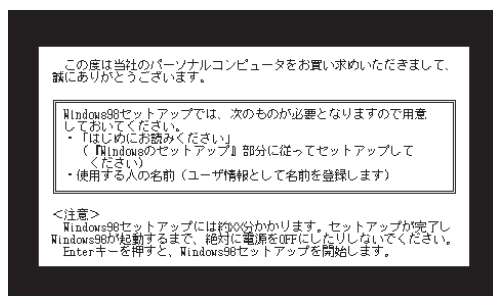 この度は当社のパーソナルコンピュータをお買い求めいただきまして、
誠にありがとうございます。
Windows98セットアップでは、次のものが必要となりますので用意
しておいてください。
・「はじめにお読みください」
(『Windowsのセットアップ』部分に従ってセットアップして
ください)
・使用する人の名前(ユーザ情報として名前を登録します)
<注意>
Windows98セットアップには約XX分かかります。セットアップが完了し
Windows98が起動するまで、絶対に電源をOFFにしたりしないでください。
Enterキーを押すと、Windows98セットアップを開始します。